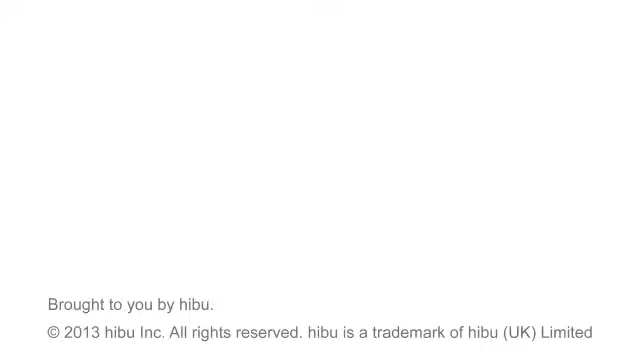 Brought to you by hibu.
© 2013 hibu Inc. All rights reserved. hibu is a trademark of hibu (UK) Limited